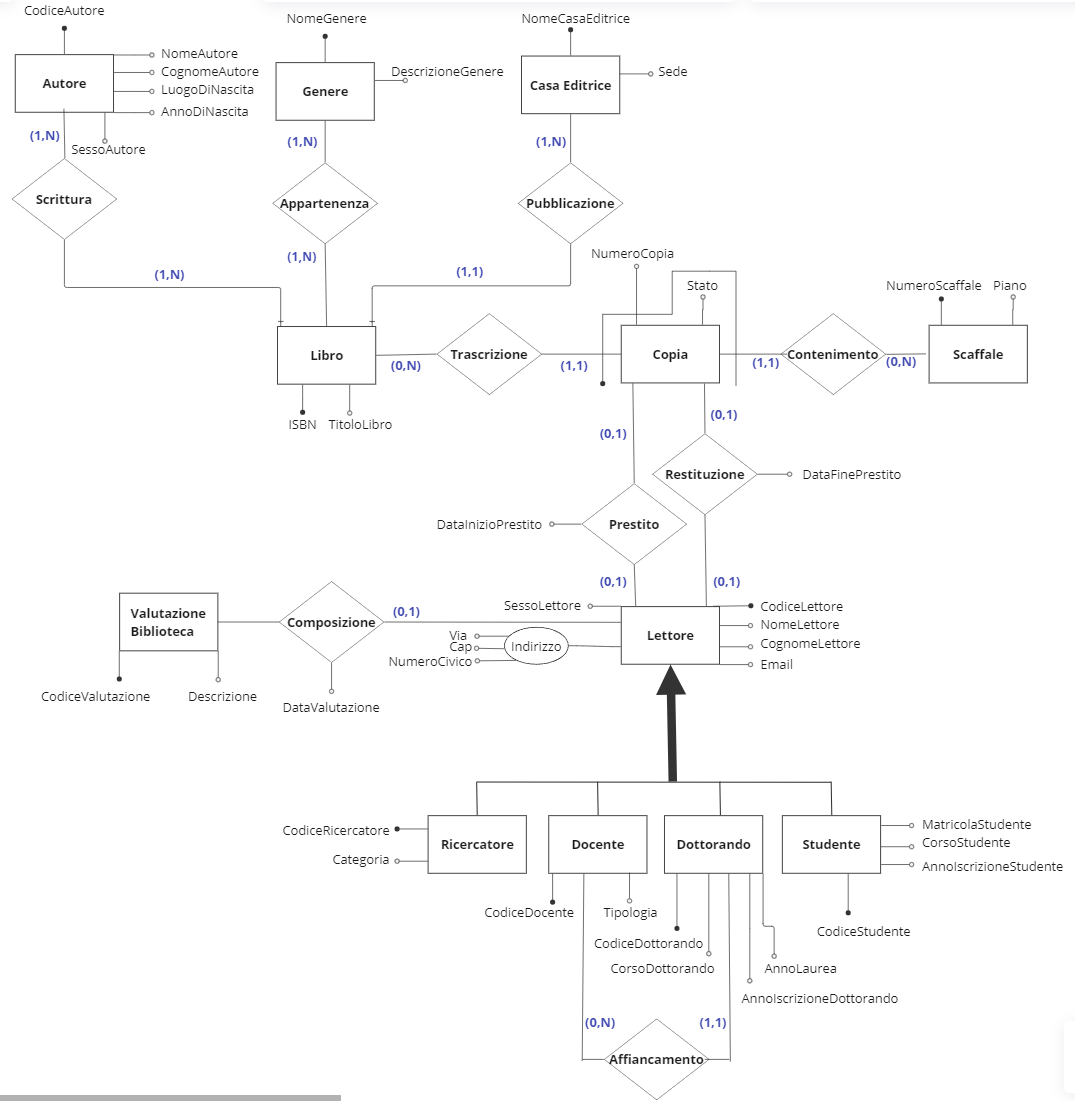 CodiceAutore
NomeGenere
NomeCasaEditrice
NomeAutore
CognomeAutore
LuogoDiNascita
AnnoDiNascita
Autore
SessoAutore
Genere
DescrizioneGenere
Casa Editrice
Sede
(1,N)
(1,N)
(1,N)
Scrittura
Appartenenza
Pubblicazione
(1,N)
(1,N)
(1,1)
NumeroCopia
Stato
NumeroScaffale
Piano
Libro
(0,N)
Trascrizione
(1,1)
Copia
(1,1)
Contenimento
(0,N)
Scaffale
ISBN
TitoloLibro
(0,1)
(0,1)
Restituzione
DataFinePrestito
DataInizioPrestito
Prestito
(0,1)
(0,1)
Valutazione
Biblioteca
Composizione
(0,1)
SessoLettore
Via
Cap
NumeroCivico
Indirizzo
Lettore
CodiceLettore
NomeLettore
CognomeLettore
Email
CodiceValutazione
Descrizione
DataValutazione
CodiceRicercatore
Categoria
Ricercatore
Docente
Dottorando
Studente
MatricolaStudente
CorsoStudente
AnnoIscrizioneStudente
CodiceDocente
Tipologia
CodiceDottorando
CorsoDottorando
AnnoLaurea
AnnoIscrizioneDottorando
CodiceStudente
(0,N)
(1,1)
Affiancamento